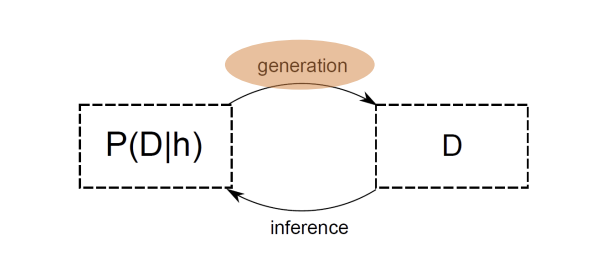 generation
P(D|h)
D
inference